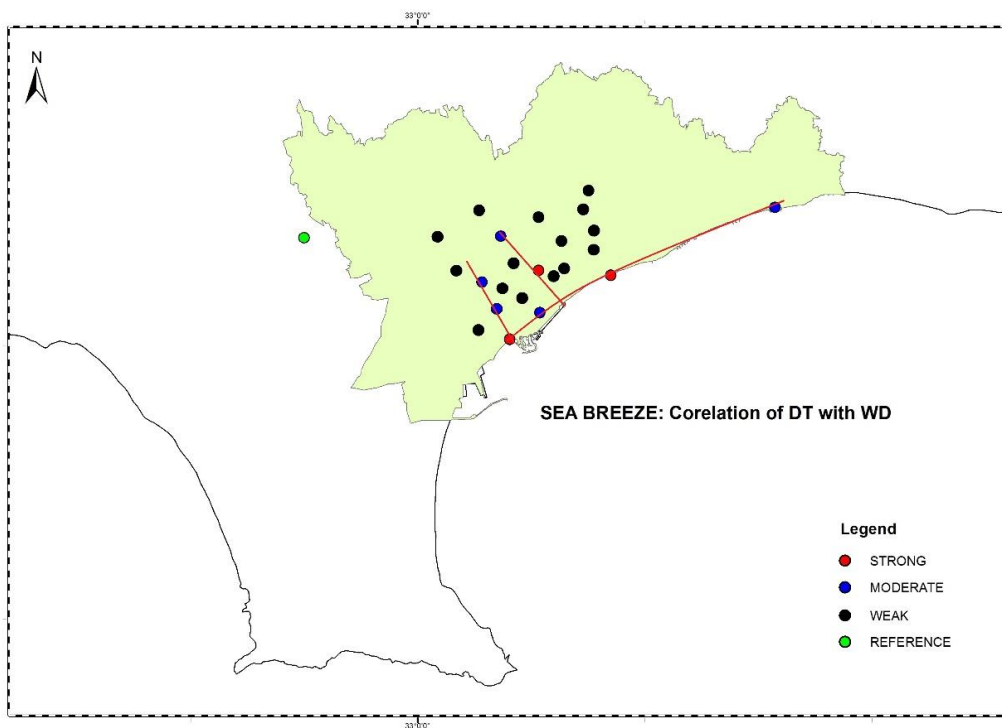 33°0'0"
N
SEA BREEZE: Corelation of DT with WD
Legend
STRONG
MODERATE
WEAK
REFERENCE
33°0'0"